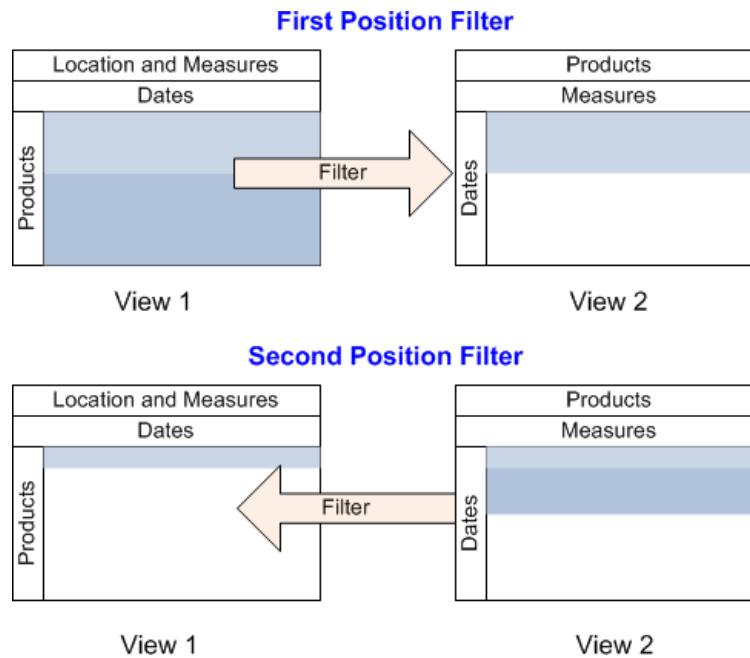 First Position Filter
Location and Measures
Dates
Products
Filter
Products
Measures
Dates
View 1
View 2
Second Position Filter
Location and Measures
Dates
Products
Filter
Products
Measures
Dates
View 1
View 2